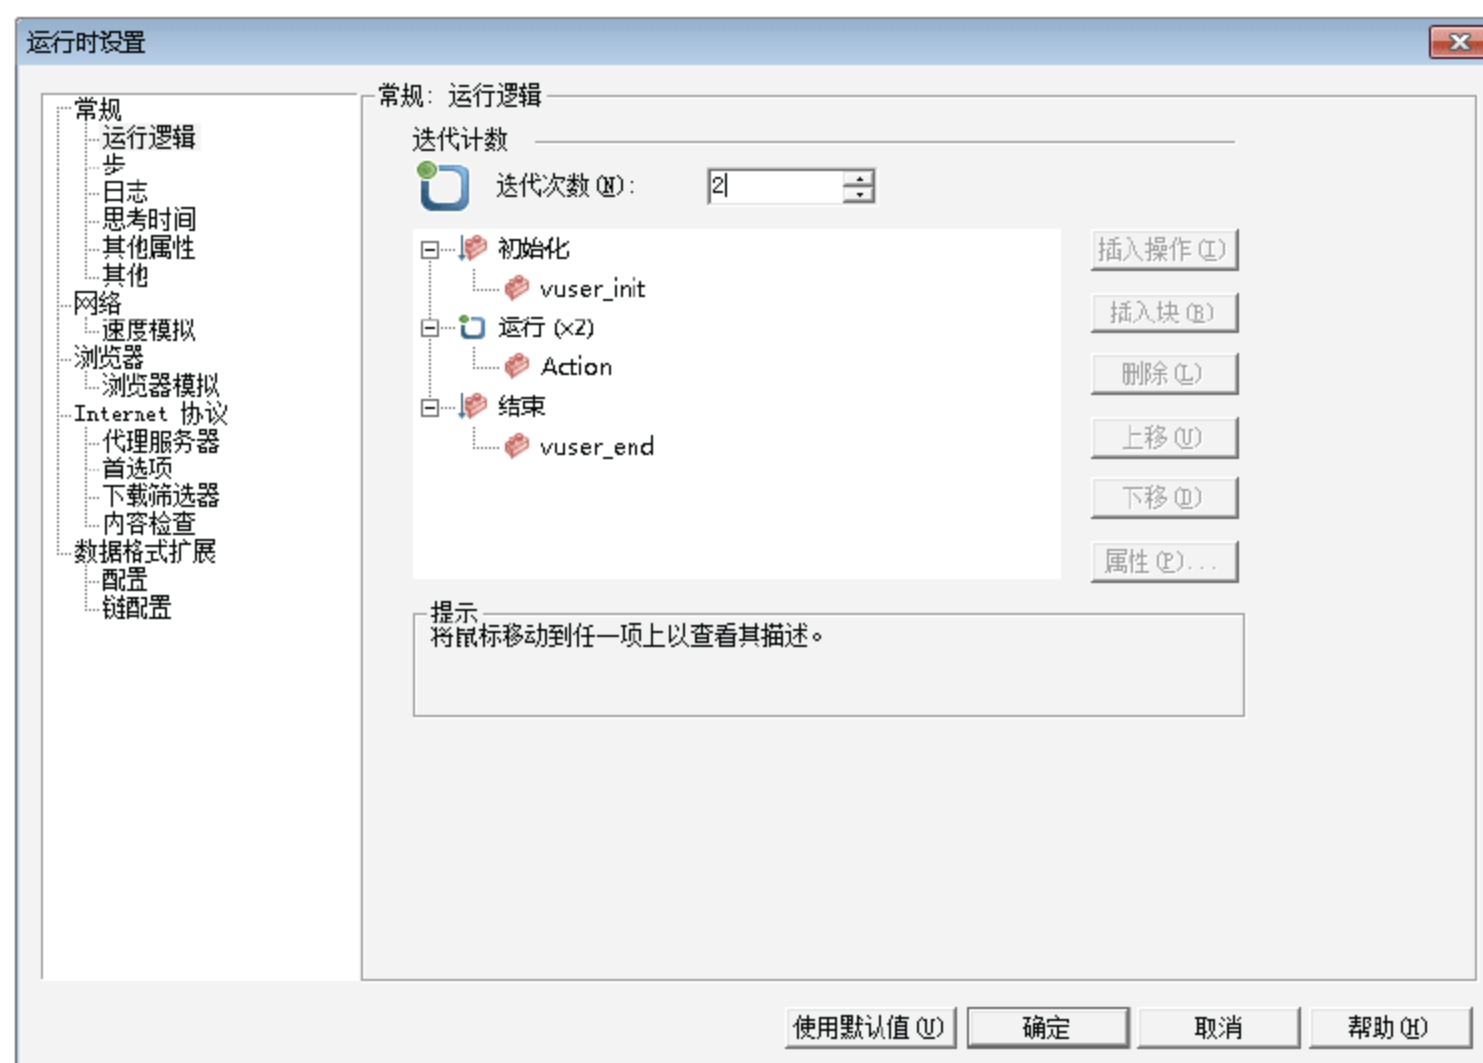 运行时设置
常规
运行逻辑
步
日志
思考时间
其他属性
其他
网络
速度模拟
浏览器
浏览器模拟
Internet 协议
代理服务器
首选项
下载筛选器
内容检查
数据格式扩展
配置
链配置
常规: 运行逻辑
迭代计数
迭代次数(N): 2
初始化
vuser_init
运行 (x2)
Action
结束
vuser_end
插入操作(I)
插入块(B)
删除(L)
上移(U)
下移(D)
属性(P)...
提示
将鼠标移动到任一项上以查看其描述。
使用默认值(U) 确定 取消 帮助(H)